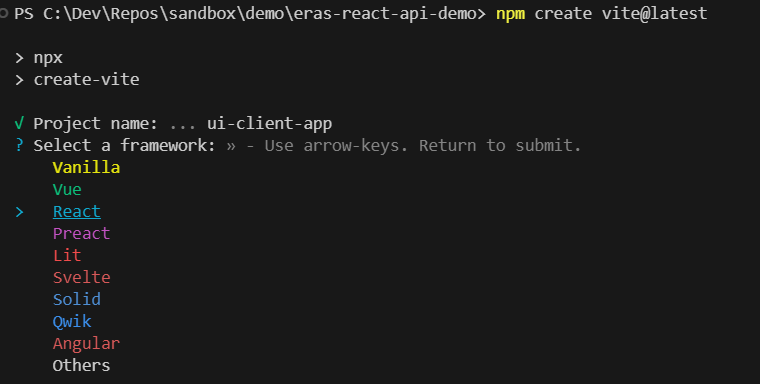 PS C:\Dev\Repos\sandbox\demo\eras-react-api-demo> npm create vite@latest
> npx
> create-vite
√ Project name: ... ui-client-app
? Select a framework: » - Use arrow-keys. Return to submit.
Vanilla
Vue
> React
Preact
Lit
Svelte
Solid
Qwik
Angular
Others